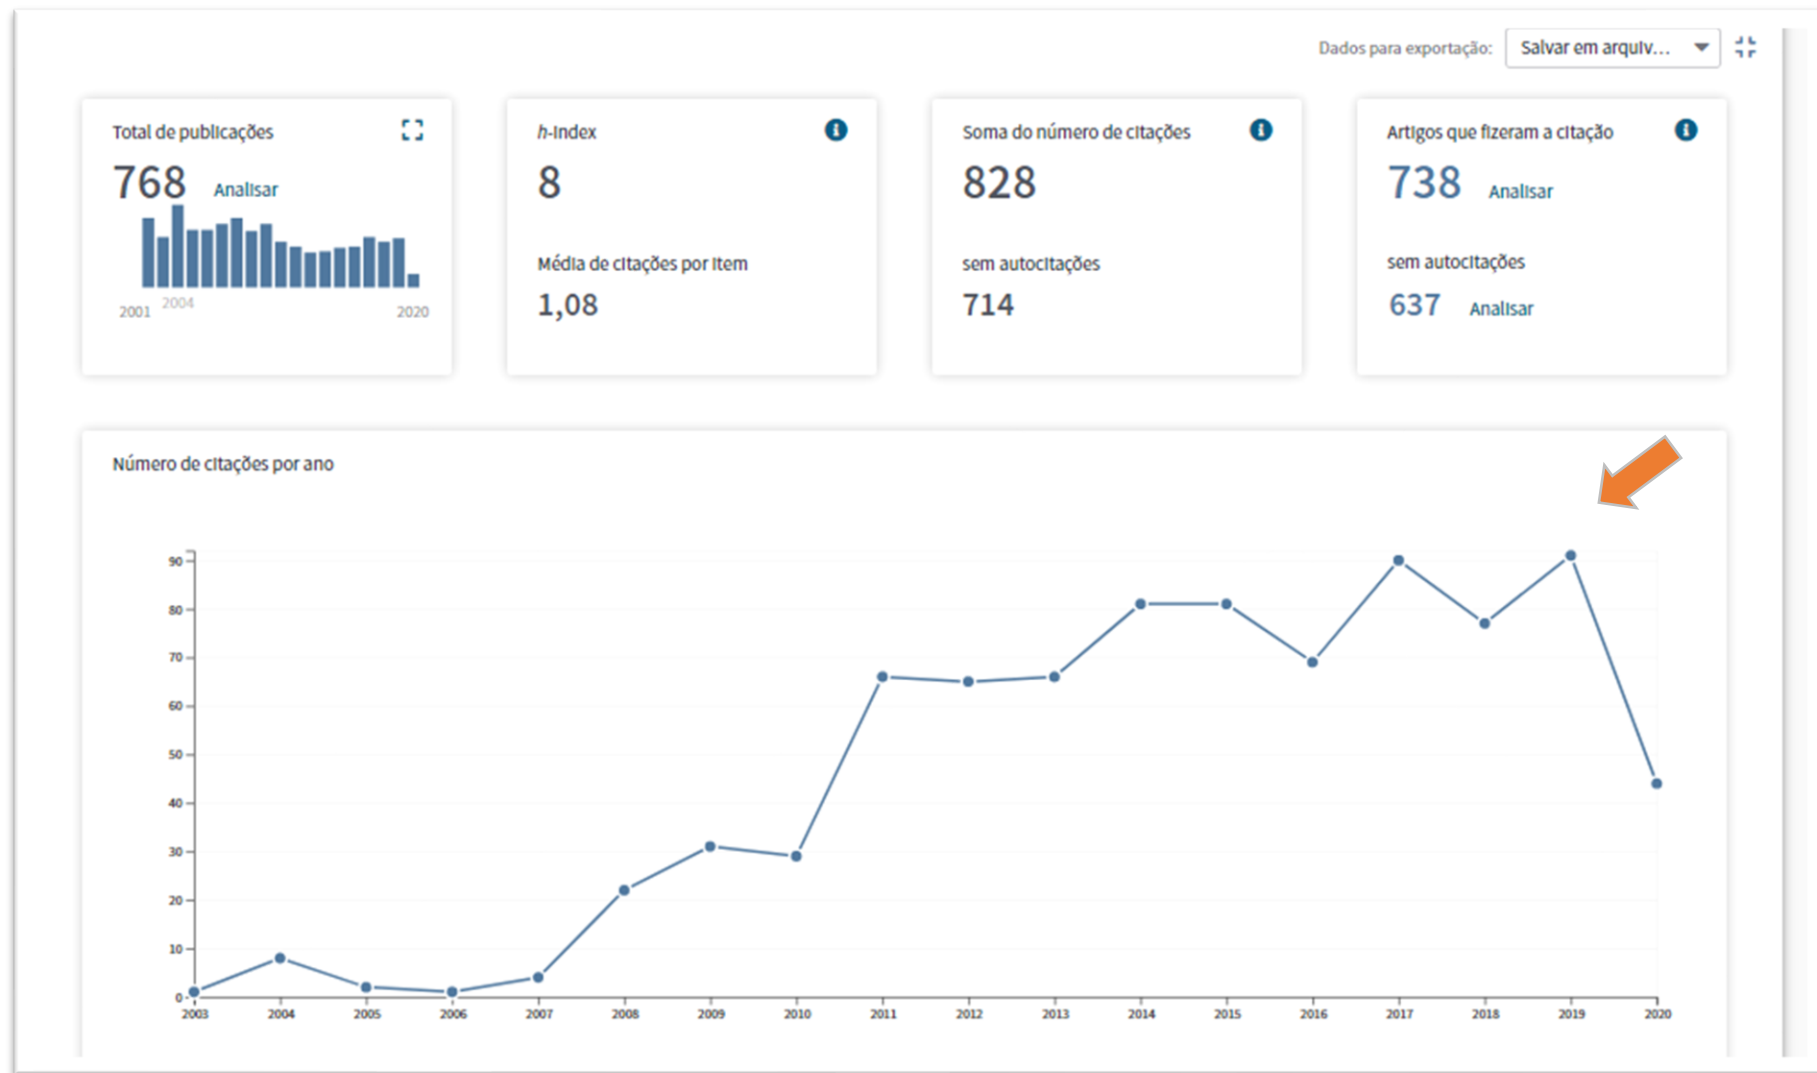 Dados para exportação: Salvar em arquiv...
Total de publicações
768 Analisar
2001 2004 2020
h-Index
8
Média de citações por item
1,08
Soma do número de citações
828
sem autocitações
714
Artigos que fizeram a citação
738 Analisar
sem autocitações
637 Analisar
Número de citações por ano
90
80
70
60
50
40
30
20
10
0
2003 2004 2005 2006 2007 2008 2009 2010 2011 2012 2013 2014 2015 2016 2017 2018 2019 2020